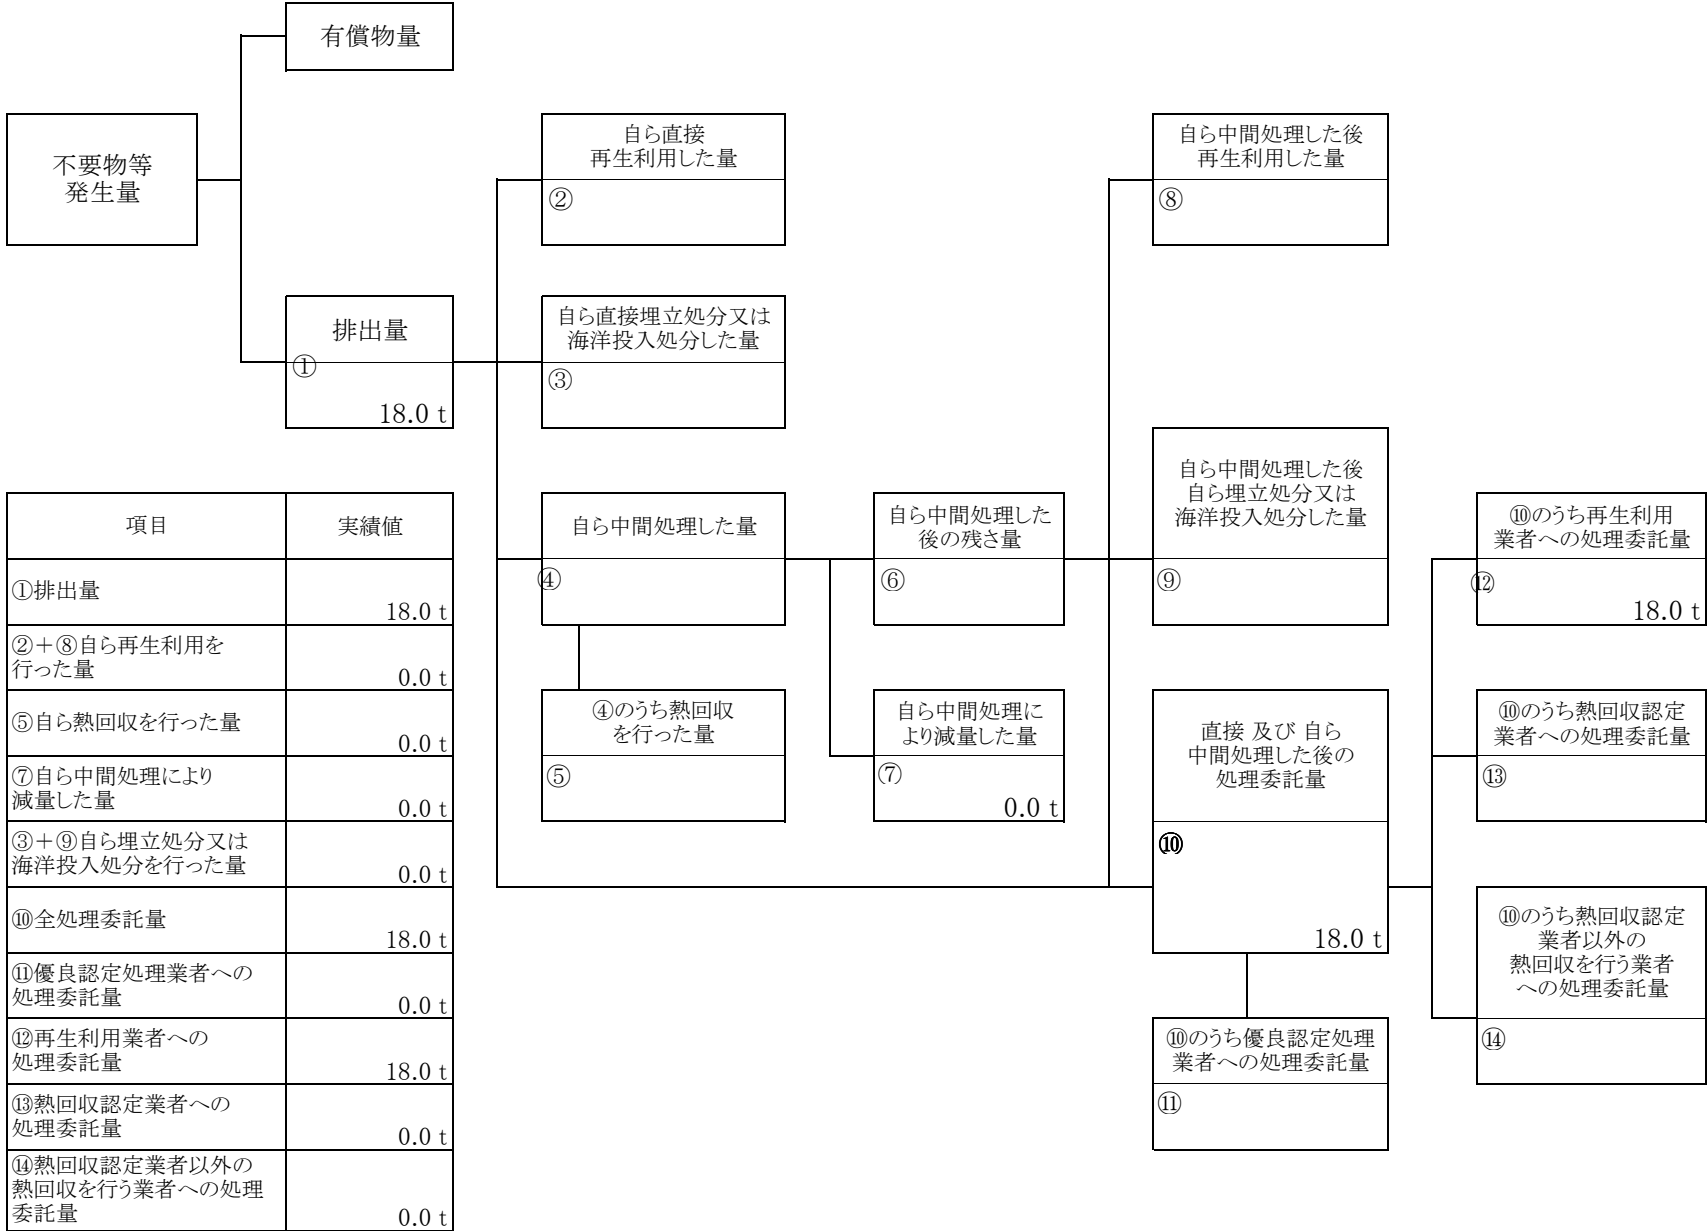 有償物量
不要物等
発生量
自ら直接
再生利用した量
②
自ら中間処理した後
再生利用した量
⑧
排出量
①
18.0 t
自ら直接埋立処分又は
海洋投入処分した量
③
自ら中間処理した量
④
自ら中間処理した
後の残さ量
⑥
自ら中間処理した後
自ら埋立処分又は
海洋投入処分した量
⑨
⑩のうち再生利用
業者への処理委託量
⑫
18.0 t
④のうち熱回収
を行った量
⑤
自ら中間処理に
より減量した量
⑦
0.0 t
直接 及び 自ら
中間処理した後の
処理委託量
⑩
18.0 t
⑩のうち熱回収認定
業者への処理委託量
⑬
⑩のうち熱回収認定
業者以外の
熱回収を行う業者
への処理委託量
⑭
⑩のうち優良認定処理
業者への処理委託量
⑪
項目 実績値
①排出量
18.0 t
②＋⑧自ら再生利用を
行った量
0.0 t
⑤自ら熱回収を行った量
0.0 t
⑦自ら中間処理により
減量した量
0.0 t
③＋⑨自ら埋立処分又は
海洋投入処分を行った量
0.0 t
⑩全処理委託量
18.0 t
⑪優良認定処理業者への
処理委託量
0.0 t
⑫再生利用業者への
処理委託量
18.0 t
⑬熱回収認定業者への
処理委託量
0.0 t
⑭熱回収認定業者以外の
熱回収を行う業者への処理
委託量
0.0 t